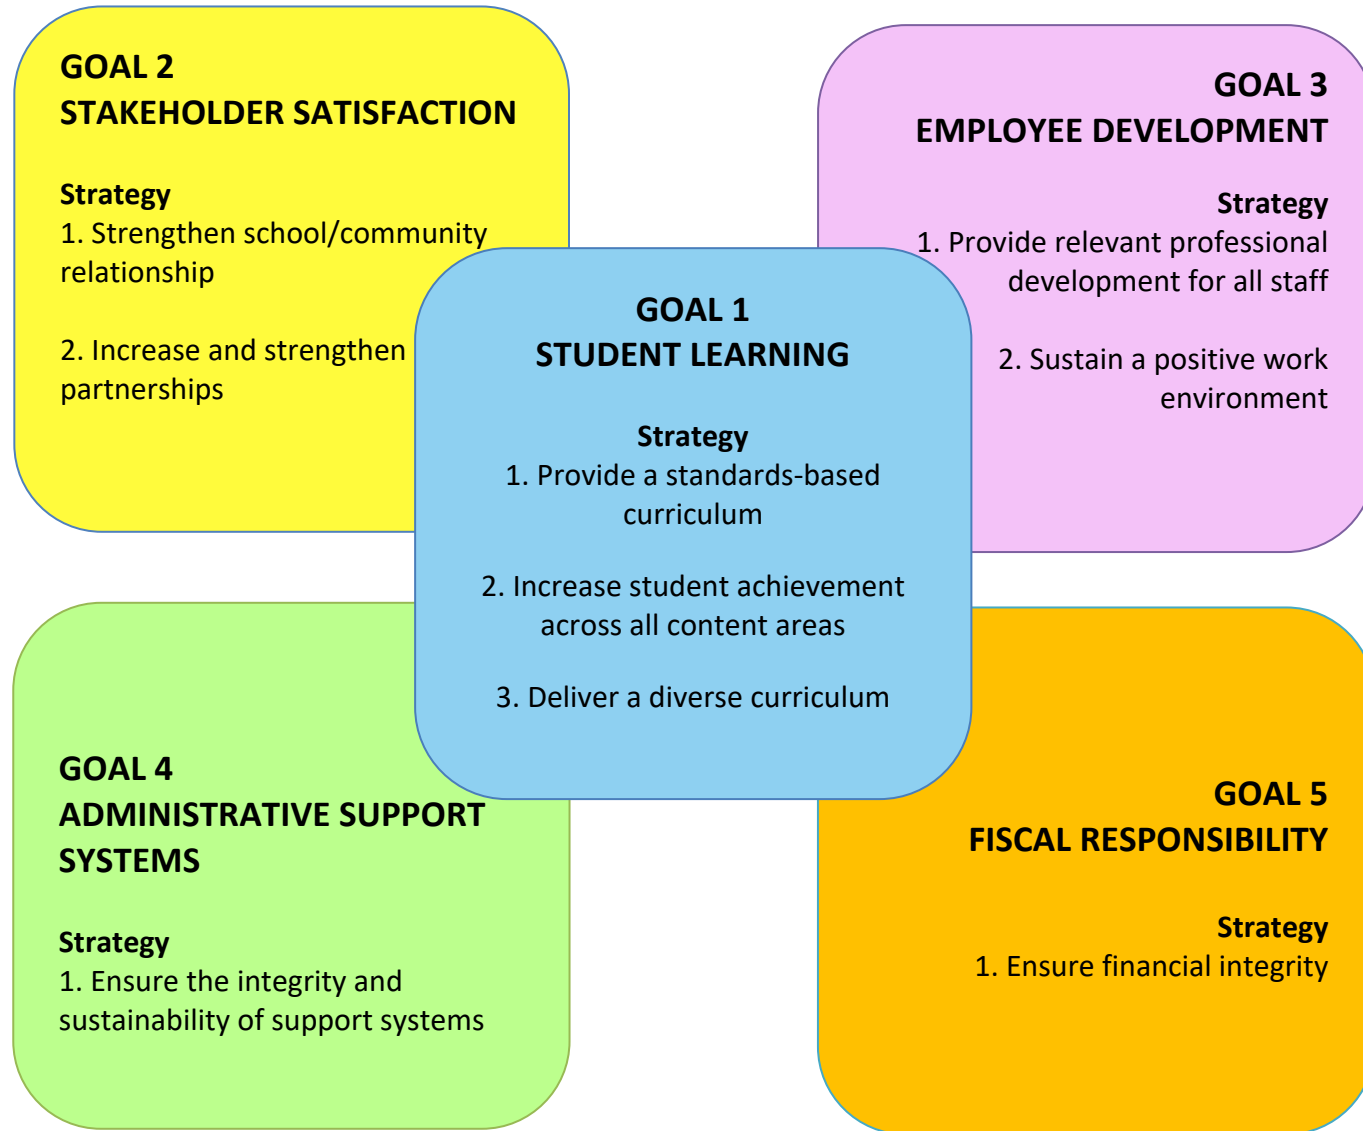 GOAL 2
STAKEHOLDER SATISFACTION
Strategy
1. Strengthen school/community
relationship
2. Increase and strengthen
partnerships
GOAL 3
EMPLOYEE DEVELOPMENT
Strategy
1. Provide relevant professional
development for all staff
2. Sustain a positive work
environment
GOAL 1
STUDENT LEARNING
Strategy
1. Provide a standards-based
curriculum
2. Increase student achievement
across all content areas
3. Deliver a diverse curriculum
GOAL 4
ADMINISTRATIVE SUPPORT
SYSTEMS
Strategy
1. Ensure the integrity and
sustainability of support systems
GOAL 5
FISCAL RESPONSIBILITY
Strategy
1. Ensure financial integrity